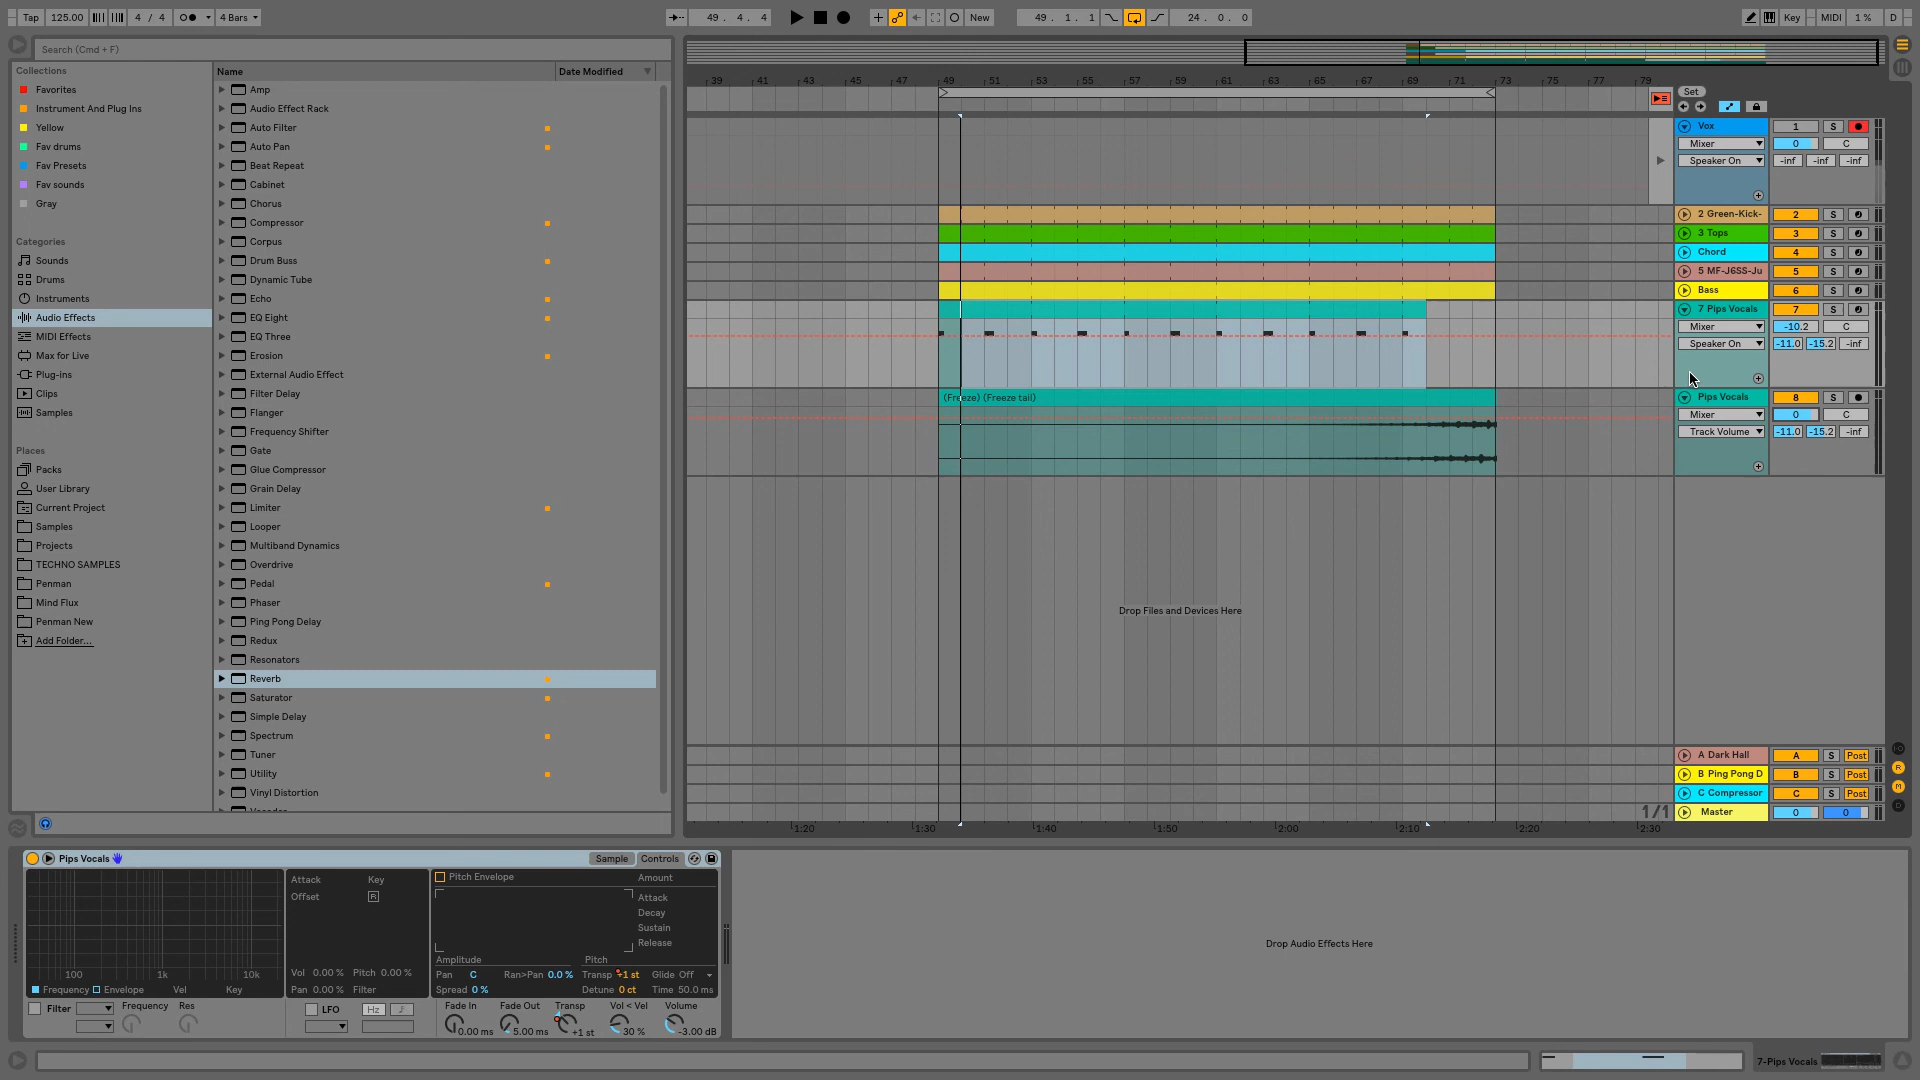 Tap 125.00 4 / 4 4 Bars 49 . 4 . 4 New 49 . 1 . 1 24 . 0 . 0 Key MIDI 1 % D
Search (Cmd + F)
Collections
Favorites
Instrument And Plug Ins
Yellow
Fav drums
Fav Presets
Fav sounds
Gray
Categories
Sounds
Drums
Instruments
Audio Effects
MIDI Effects
Max for Live
Plug-ins
Clips
Samples
Places
Packs
User Library
Current Project
Samples
Projects
TECHNO SAMPLES
Penman
Mind Flux
Penman New
Add Folder...
Name Date Modified
Amp
Audio Effect Rack
Auto Filter
Auto Pan
Beat Repeat
Cabinet
Chorus
Compressor
Corpus
Drum Buss
Dynamic Tube
Echo
EQ Eight
EQ Three
Erosion
External Audio Effect
Filter Delay
Flanger
Frequency Shifter
Gate
Glue Compressor
Grain Delay
Limiter
Looper
Multiband Dynamics
Overdrive
Pedal
Phaser
Ping Pong Delay
Redux
Resonators
Reverb
Saturator
Simple Delay
Spectrum
Tuner
Utility
Vinyl Distortion
39 41 43 45 47 49 51 53 55 57 59 61 63 65 67 69 71 73 75 77 79
Set
Vox 1 S
Mixer 0 C
Speaker On -inf -inf -inf
2 Green-Kick- 2 S
3 Tops 3 S
Chord 4 S
5 MF-J6SS-Ju 5 S
Bass 6 S
7 Pips Vocals 7 S
Mixer -10.2 C
Speaker On -11.0 -15.2 -inf
(Freeze) (Freeze tail)
Pips Vocals 8 S
Mixer 0 C
Track Volume -11.0 -15.2 -inf
Drop Files and Devices Here
A Dark Hall A S Post
B Ping Pong D B S Post
C Compressor C S Post
1/1 Master 0 0
1:20 1:30 1:40 1:50 2:00 2:10 2:20 2:30
R
M
D
Pips Vocals Sample Controls
Attack Key
Offset R
Vol 0.00 % Pitch 0.00 %
Pan 0.00 % Filter
100 1k 10k
Frequency Envelope Vel Key
Filter Frequency Res
LFO Hz
Pitch Envelope Amount
Attack
Decay
Sustain
Release
Amplitude Pitch
Pan C Ran>Pan 0.0 % Transp +1 st Glide Off
Spread 0 % Detune 0 ct Time 50.0 ms
Fade In Fade Out Transp Vol < Vel Volume
0.00 ms 5.00 ms +1 st 30 % -3.00 dB
Drop Audio Effects Here
7-Pips Vocals